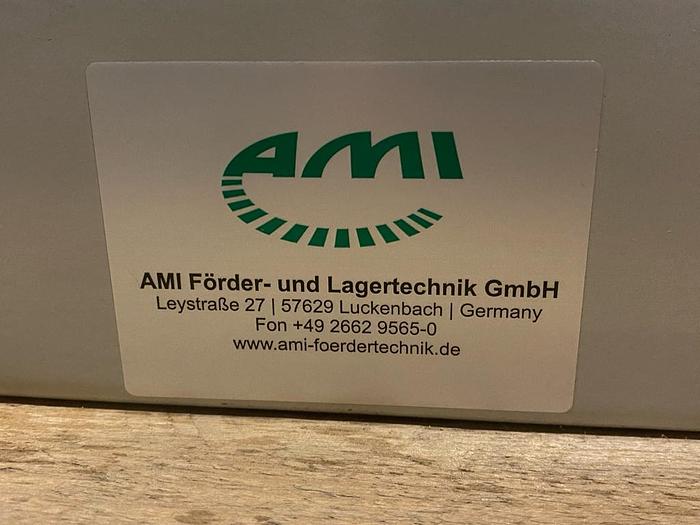 AMI
AMI Förder- und Lagertechnik GmbH
Leystraße 27 | 57629 Luckenbach | Germany
Fon +49 2662 9565-0
www.ami-foerdertechnik.de